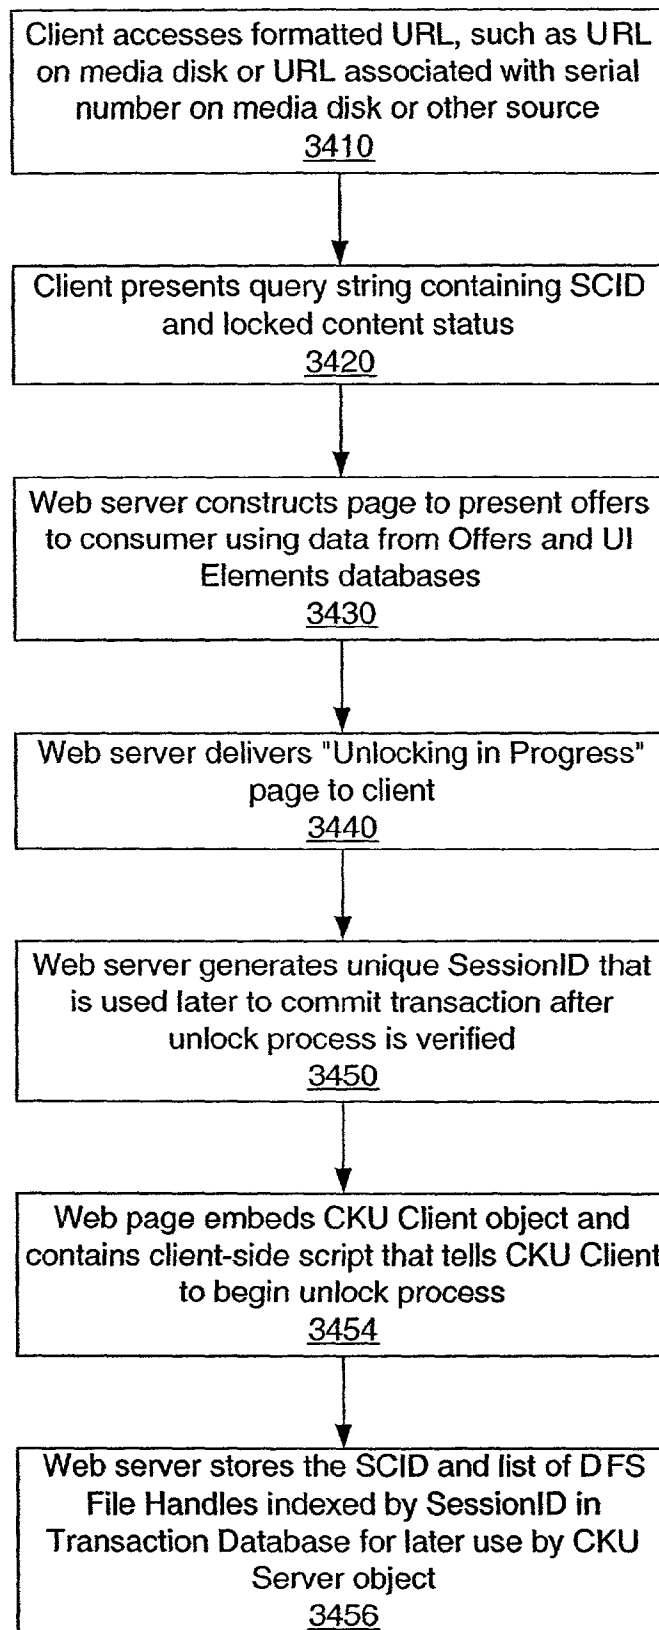 Client accesses formatted URL, such as URL
on media disk or URL associated with serial
number on media disk or other source
3410
Client presents query string containing SCID
and locked content status
3420
Web server constructs page to present offers
to consumer using data from Offers and UI
Elements databases
3430
Web server delivers "Unlocking in Progress"
page to client
3440
Web server generates unique SessionID that
is used later to commit transaction after
unlock process is verified
3450
Web page embeds CKU Client object and
contains client-side script that tells CKU Client
to begin unlock process
3454
Web server stores the SCID and list of DFS
File Handles indexed by SessionID in
Transaction Database for later use by CKU
Server object
3456